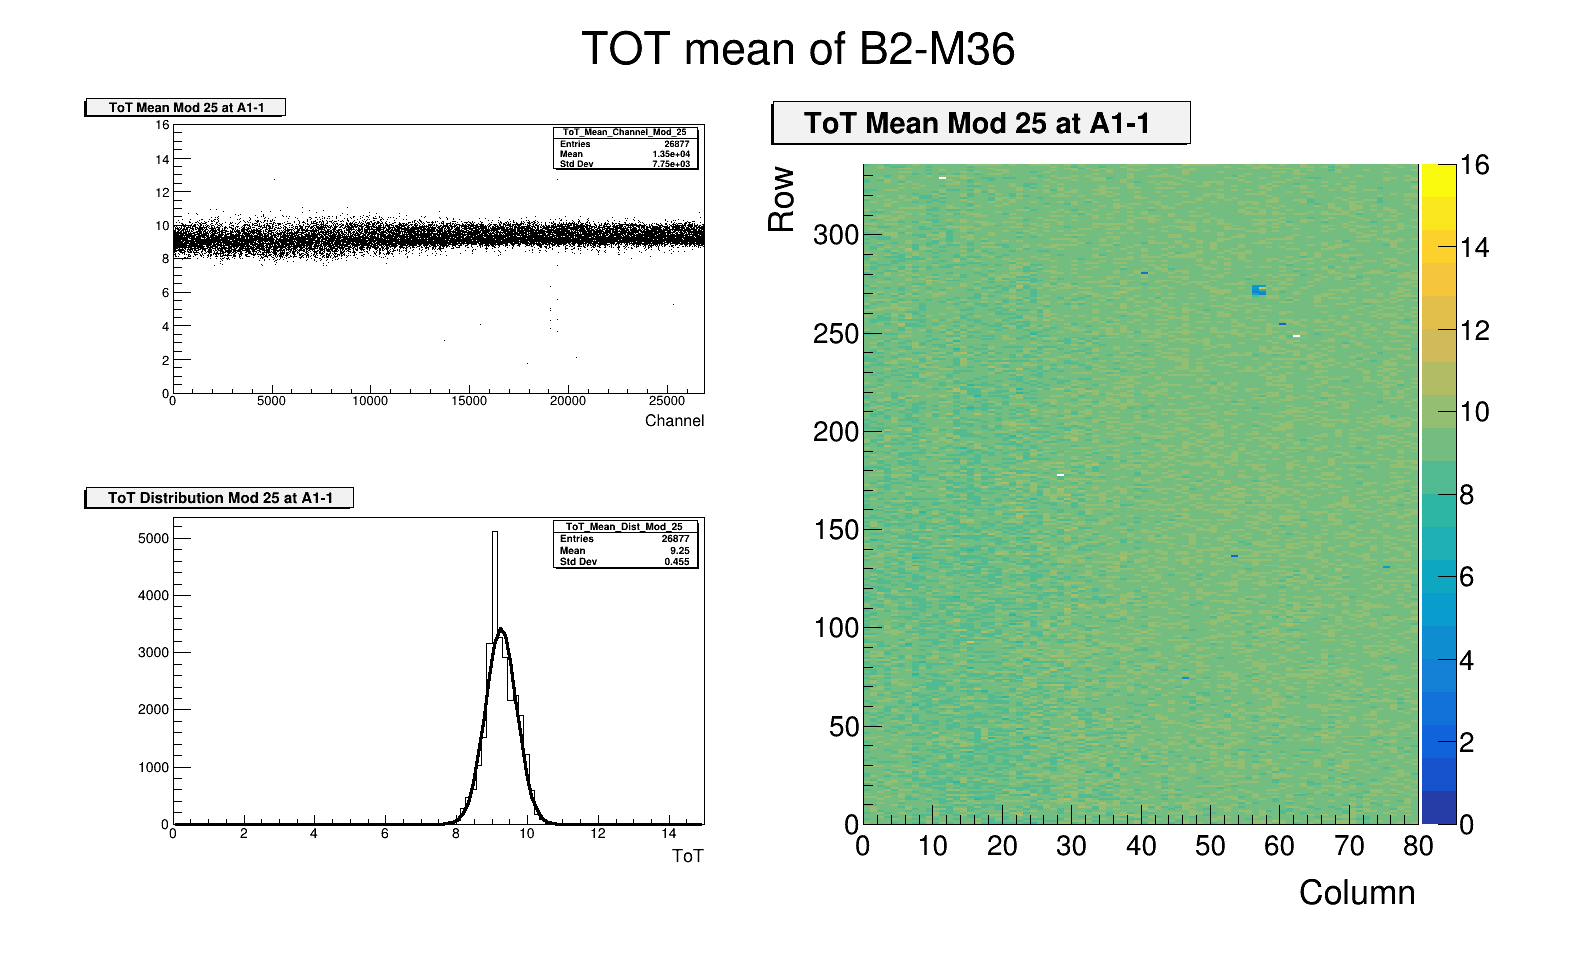 TOT mean of B2-M36
ToT Mean Mod 25 at A1-1
ToT_Mean_Channel_Mod_25
Entries 26877
Mean 1.35e+04
Std Dev 7.75e+03
16
14
12
10
8
6
4
2
0
0 5000 10000 15000 20000 25000
Channel
ToT Distribution Mod 25 at A1-1
ToT_Mean_Dist_Mod_25
Entries 26877
Mean 9.25
Std Dev 0.455
5000
4000
3000
2000
1000
0
0 2 4 6 8 10 12 14
ToT
ToT Mean Mod 25 at A1-1
Row
300
250
200
150
100
50
0
0 10 20 30 40 50 60 70 80
Column
16
14
12
10
8
6
4
2
0